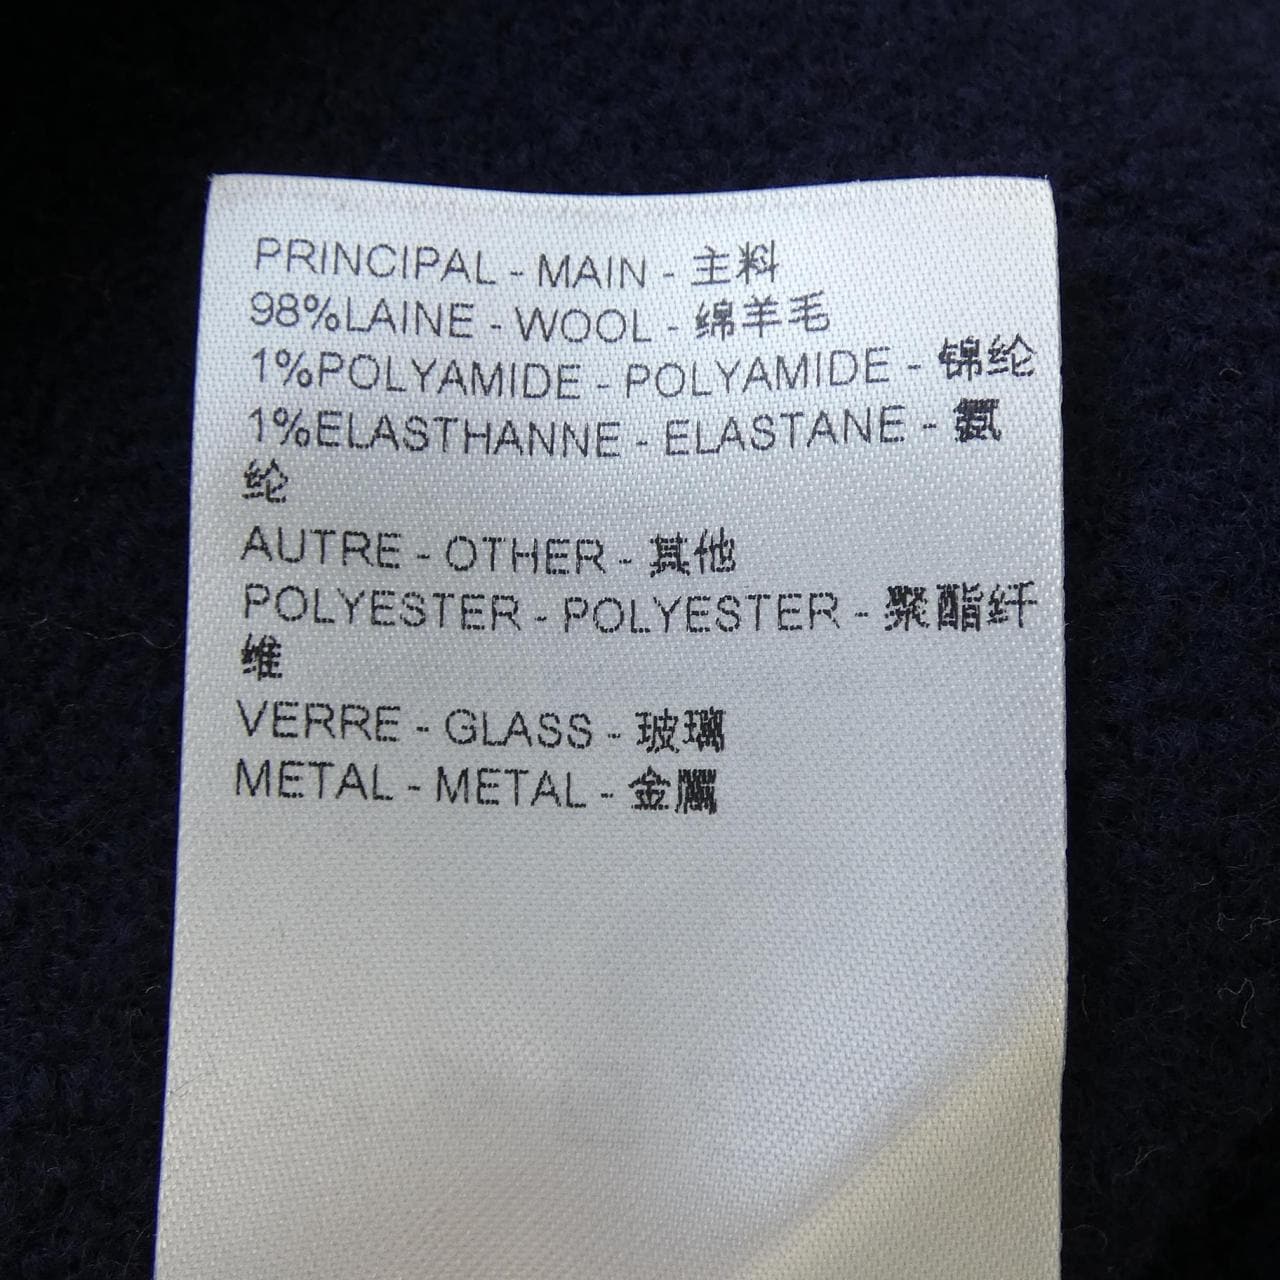 PRINCIPAL - MAIN - 主料
98%LAINE - WOOL - 绵羊毛
1%POLYAMIDE - POLYAMIDE - 锦纶
1%ELASTHANNE - ELASTANE - 氨
纶
AUTRE - OTHER - 其他
POLYESTER - POLYESTER - 聚酯纤
维
VERRE - GLASS - 玻璃
METAL - METAL - 金属